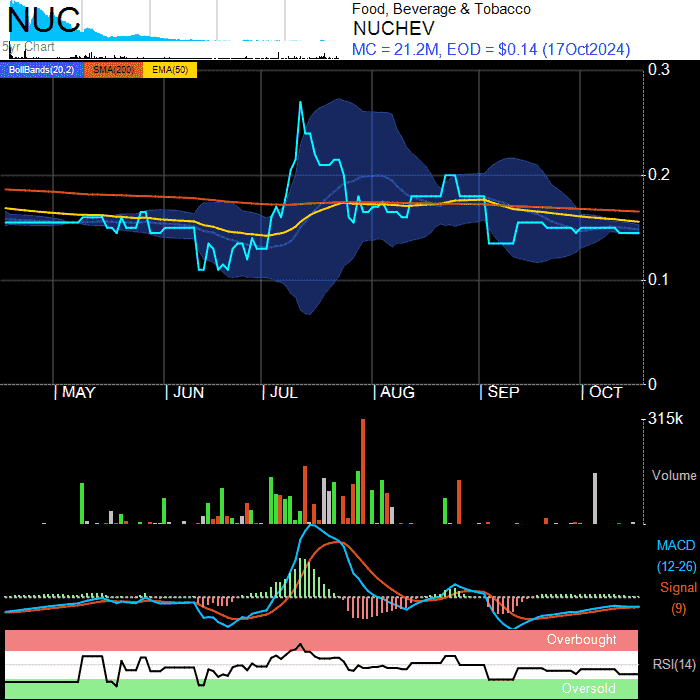 NUC
5yr Chart
Food, Beverage & Tobacco
NUCHEV
MC = 21.2M, EOD = $0.14 (17Oct2024)
BollBands(20,2) SMA(200) EMA(50)
0.3
0.2
0.1
0
MAY JUN JUL AUG SEP OCT
315k
Volume
MACD
(12-26)
Signal
(9)
Overbought
RSI(14)
Oversold